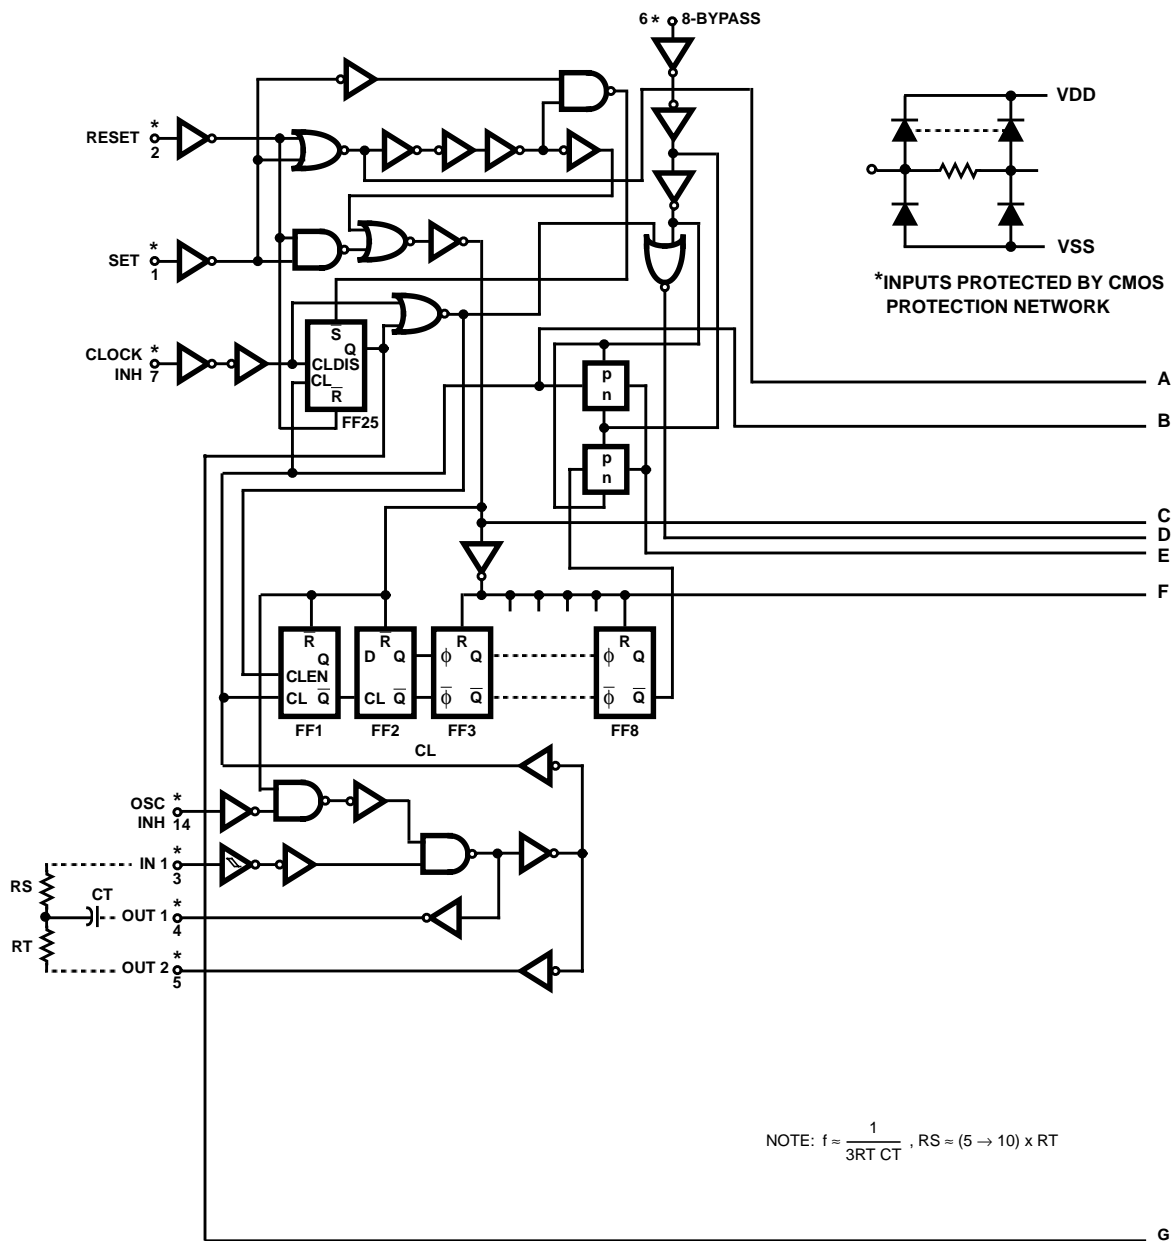 6 * 8-BYPASS
VDD
RESET * 2
VSS
SET * 1
*INPUTS PROTECTED BY CMOS
PROTECTION NETWORK
CLOCK * 
INH 7
S̅
Q
CLDIS
CL
R̅
FF25
p
n
p
n
A
B
C
D
E
F
R̅
Q
CLEN
CL Q̅
FF1
R̅
D Q
CL Q̅
FF2
R
ϕ Q
ϕ̅ Q̅
FF3
R
ϕ Q
ϕ̅ Q̅
FF8
CL
OSC *
INH 14
IN 1 * 3
RS
CT
OUT 1 * 4
RT
OUT 2 * 5
NOTE: f ≈ 1 / 3RT CT , RS ≈ (5 → 10) x RT
G